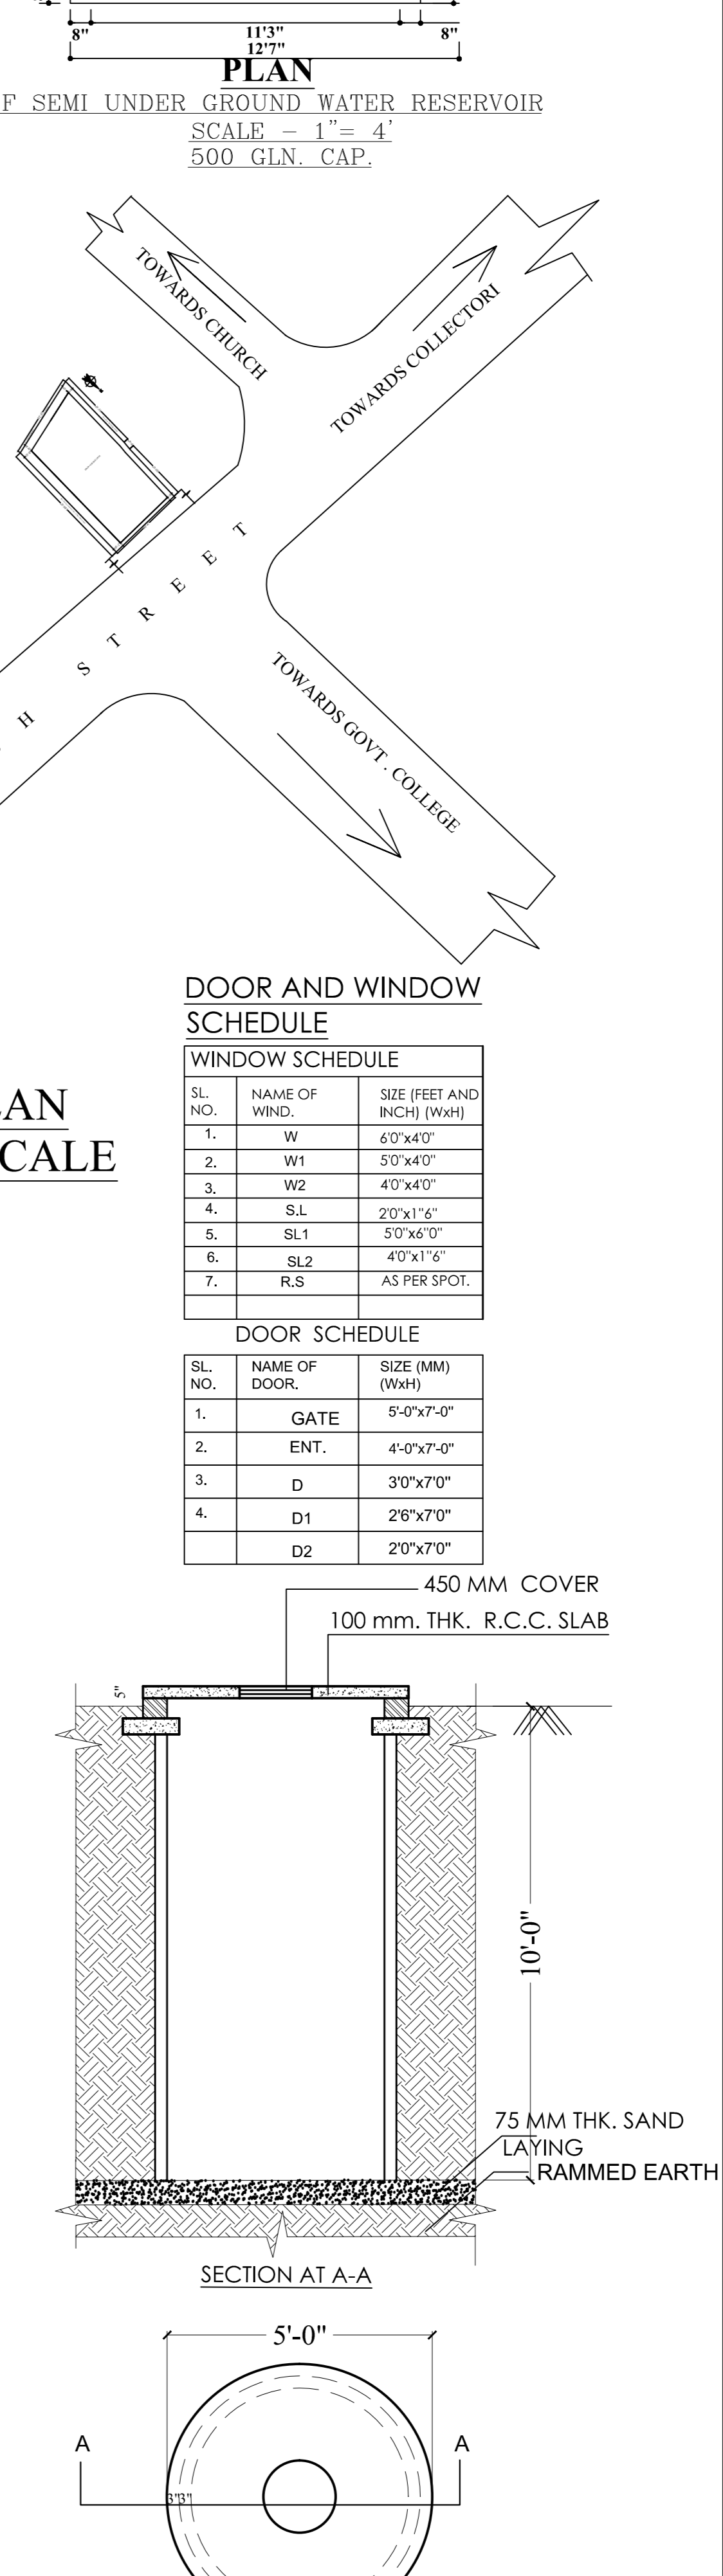 8" 11'3" 8"
12'7"
PLAN
F SEMI UNDER GROUND WATER RESERVOIR
SCALE - 1"= 4'
500 GLN. CAP.
TOWARDS CHURCH
TOWARDS COLLECTORI
H STREET
TOWARDS GOVT . COLLEGE
DOOR AND WINDOW
SCHEDULE
LAN
CALE
WINDOW SCHEDULE
SL. NO. NAME OF WIND. SIZE (FEET AND INCH) (WxH)
1. W 6'0"x4'0"
2. W1 5'0"x4'0"
3. W2 4'0"x4'0"
4. S.L 2'0"x1"6"
5. SL1 5'0"x6"0"
6. SL2 4'0"x1"6"
7. R.S AS PER SPOT.
DOOR SCHEDULE
SL. NO. NAME OF DOOR. SIZE (MM) (WxH)
1. GATE 5'-0"x7'-0"
2. ENT. 4'-0"x7'-0"
3. D 3'0"x7'0"
4. D1 2'6"x7'0"
D2 2'0"x7'0"
450 MM COVER
100 mm. THK. R.C.C. SLAB
5"
10'-0"
75 MM THK. SAND
LAYING
RAMMED EARTH
SECTION AT A-A
5'-0"
A A
3"3"